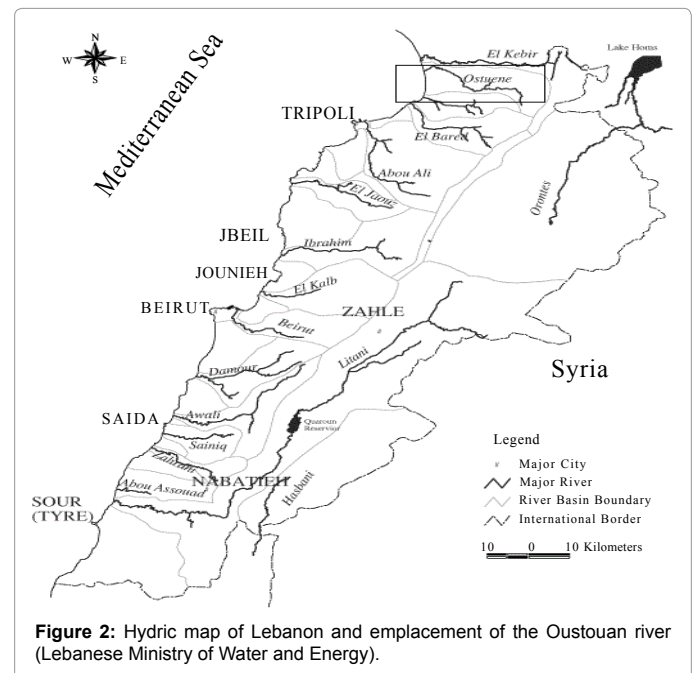 N
W E
S
Mediterranean Sea
El Kebir
Lake Homs
Ostuene
TRIPOLI
El Bared
Abou Ali
El Jaouz
Orontes
JBEIL
Ibrahim
JOUNIEH
El Kalb
BEIRUT
ZAHLE
Beirut
Litani
Syria
Damour
SAIDA
Awali
Quaroun
Reservoir
Sainiq
Zahrani
NABATIEH
Hasbani
Abou Assouad
SOUR
(TYRE)
Legend
Major City
Major River
River Basin Boundary
International Border
10 0 10 Kilometers
Figure 2: Hydric map of Lebanon and emplacement of the Oustouan river
(Lebanese Ministry of Water and Energy).